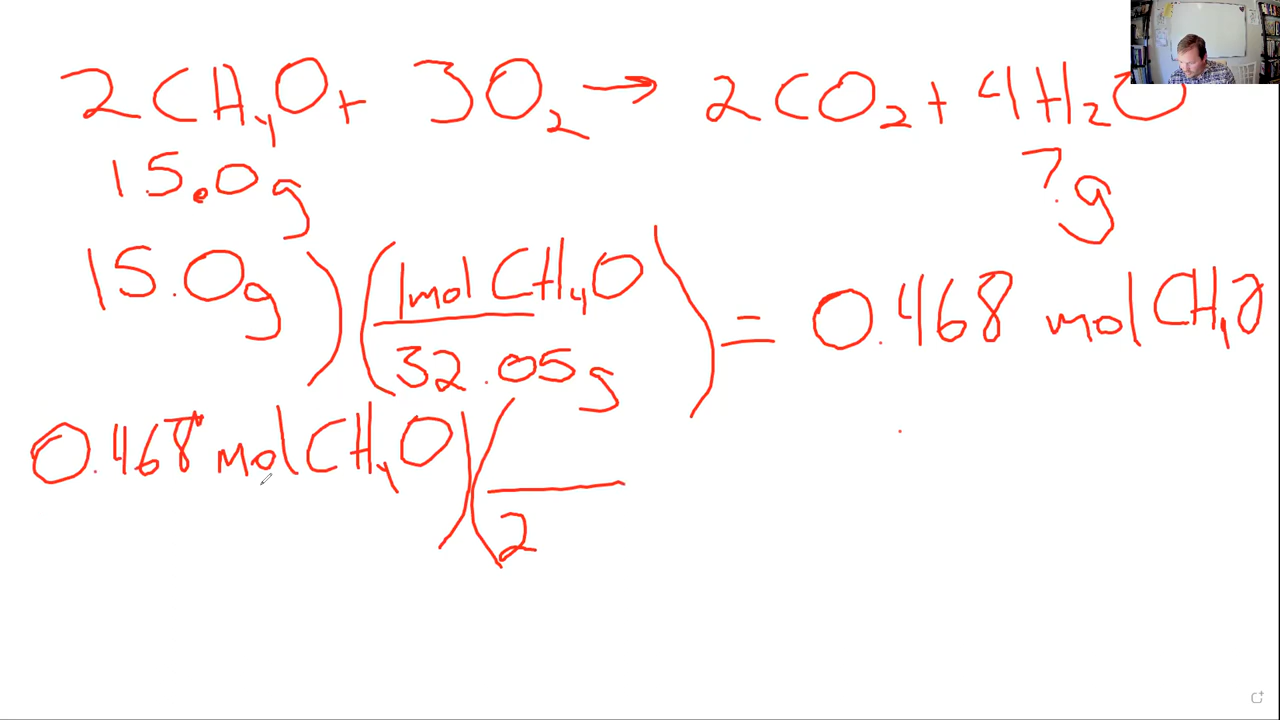 2CH₄O + 3O₂ → 2CO₂ + 4H₂O
15.0g ?g
15.0g)(1mol CH₄O / 32.05g) = 0.468 mol CH₄O
0.468 mol CH₄O)( / 2